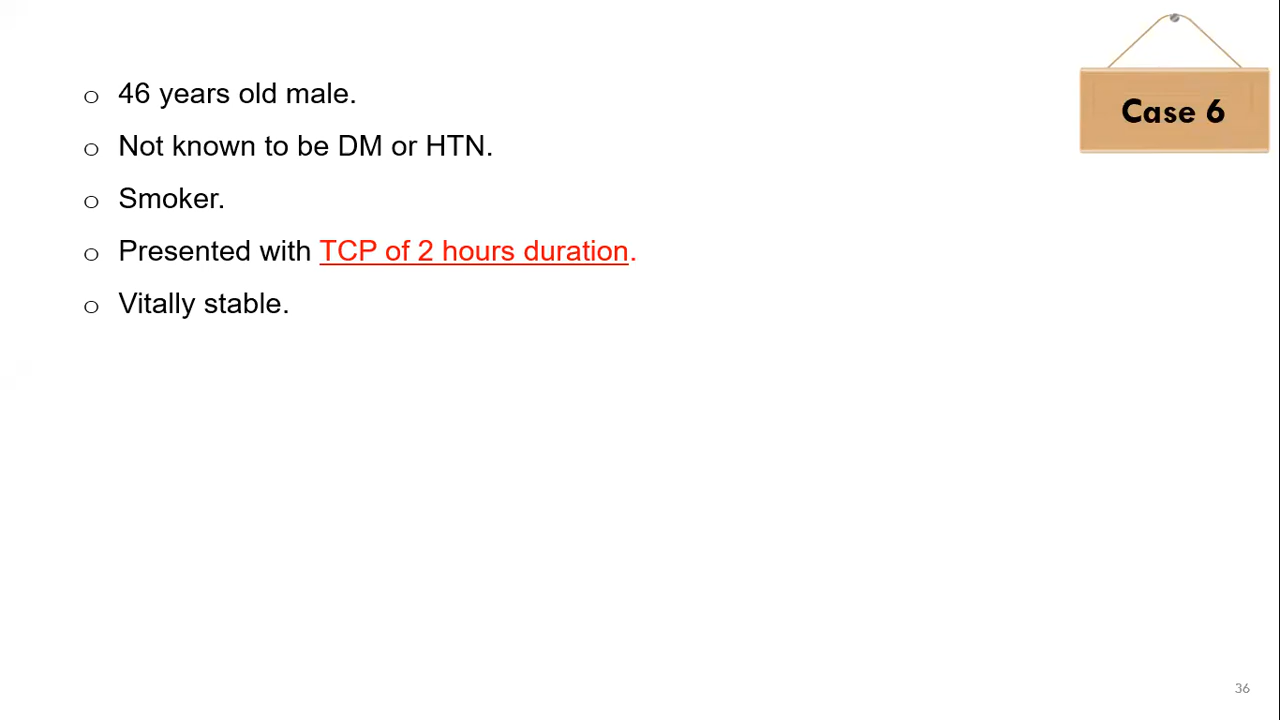 Case 6
o 46 years old male.
o Not known to be DM or HTN.
o Smoker.
o Presented with TCP of 2 hours duration.
o Vitally stable.
36